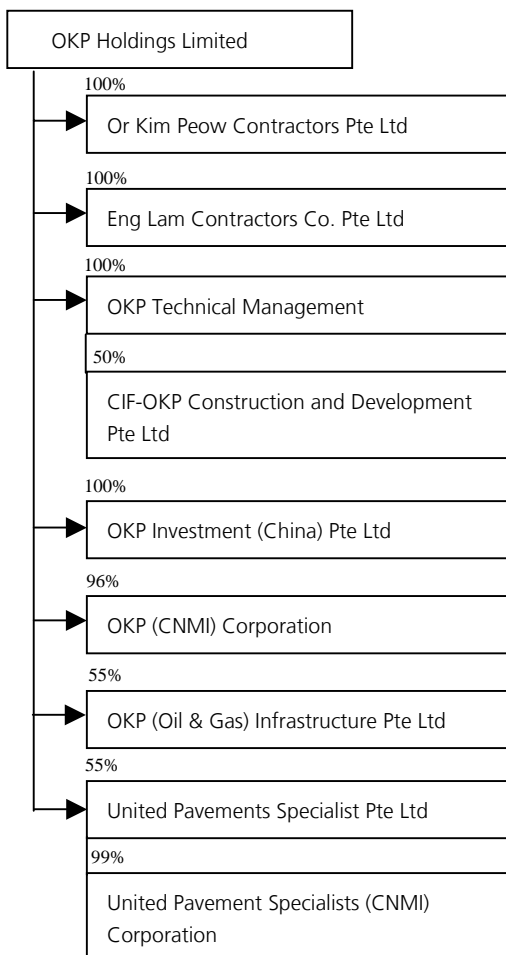 OKP Holdings Limited
100%
Or Kim Peow Contractors Pte Ltd
100%
Eng Lam Contractors Co. Pte Ltd
100%
OKP Technical Management
50%
CIF-OKP Construction and Development
Pte Ltd
100%
OKP Investment (China) Pte Ltd
96%
OKP (CNMI) Corporation
55%
OKP (Oil & Gas) Infrastructure Pte Ltd
55%
United Pavements Specialist Pte Ltd
99%
United Pavement Specialists (CNMI)
Corporation